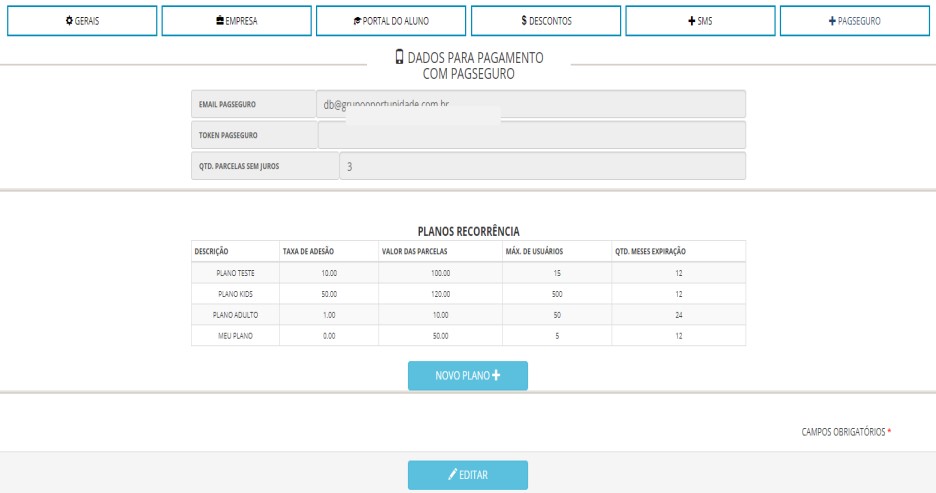 GERAIS
EMPRESA
PORTAL DO ALUNO
$ DESCONTOS
SMS
PAGSEGURO
DADOS PARA PAGAMENTO
COM PAGSEGURO
EMAIL PAGSEGURO db@grupooportunidade.com.br
TOKEN PAGSEGURO
QTD. PARCELAS SEM JUROS 3
PLANOS RECORRÊNCIA
DESCRIÇÃO TAXA DE ADESÃO VALOR DAS PARCELAS MÁX. DE USUÁRIOS QTD. MESES EXPIRAÇÃO
PLANO TESTE 10.00 100.00 15 12
PLANO KIDS 50.00 120.00 500 12
PLANO ADULTO 1.00 10.00 50 24
MEU PLANO 0.00 50.00 5 12
NOVO PLANO
CAMPOS OBRIGATÓRIOS *
EDITAR